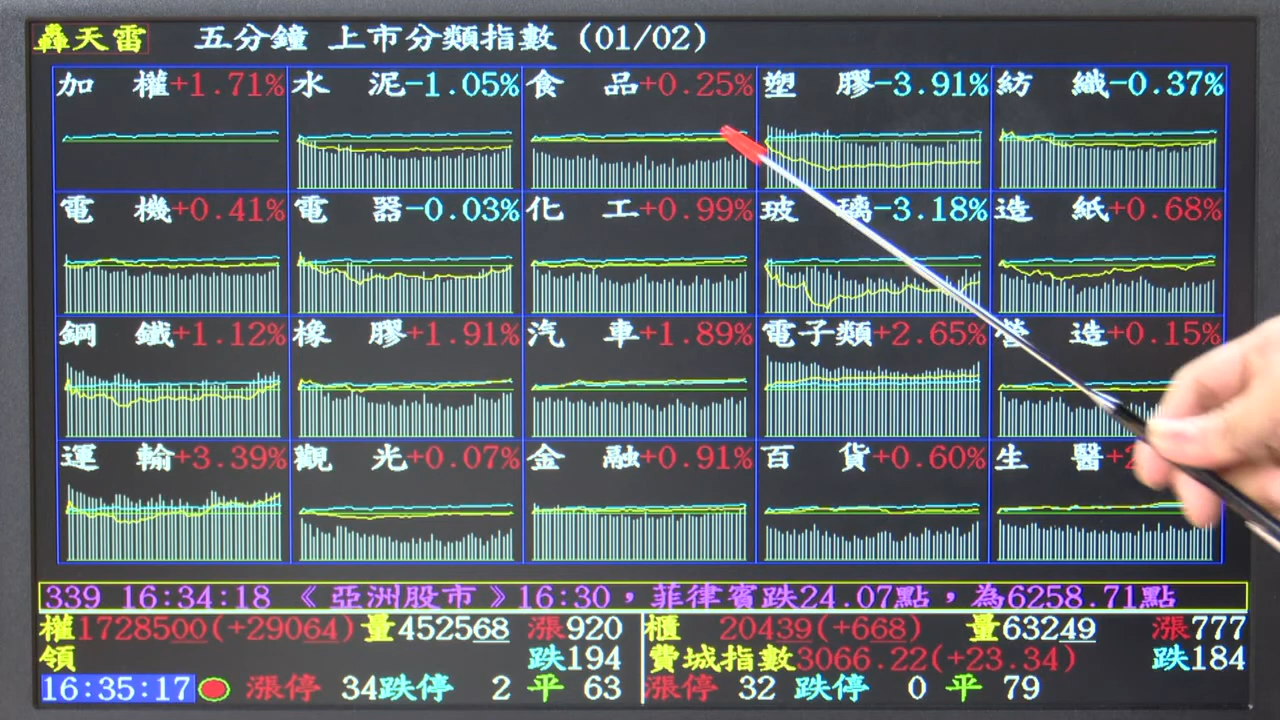 轟天雷 五分鐘 上市分類指數 (01/02)
加權+1.71% 水泥-1.05% 食品+0.25% 塑膠-3.91% 紡織-0.37%
電機+0.41% 電器-0.03% 化工+0.99% 玻璃-3.18% 造紙+0.68%
鋼鐵+1.12% 橡膠+1.91% 汽車+1.89% 電子類+2.65% 營造+0.15%
運輸+3.39% 觀光+0.07% 金融+0.91% 百貨+0.60% 生醫+2
339 16:34:18 《亞洲股市》16:30，菲律賓跌24.07點，為6258.71點
權1728500(+29064) 量452568 漲920 櫃 20439(+668) 量63249 漲777
領 跌194 費城指數3066.22(+23.34) 跌184
16:35:17 漲停 34跌停 2 平 63 漲停 32 跌停 0 平 79